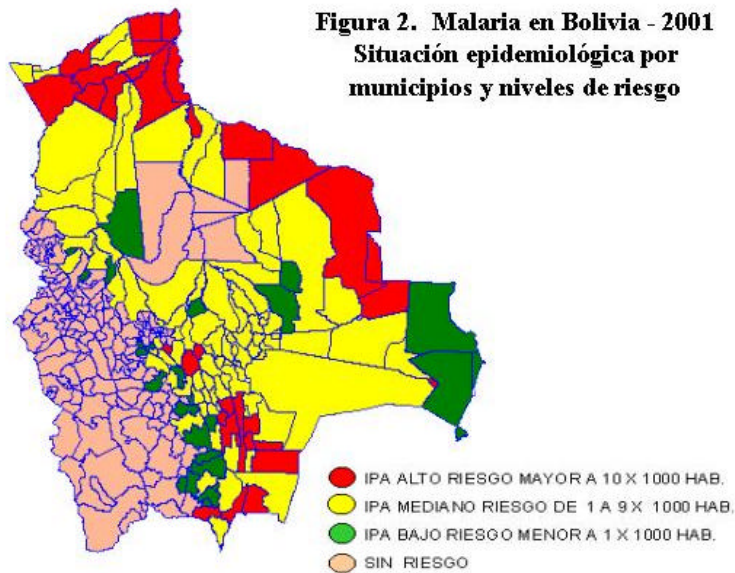 Figura 2.  Malaria en Bolivia - 2001
Situación epidemiológica por
municipios y niveles de riesgo
IPA ALTO RIESGO MAYOR A 10 X 1000 HAB.
IPA MEDIANO RIESGO DE 1 A 9 X 1000 HAB.
IPA BAJO RIESGO MENOR A 1 X 1000 HAB.
SIN RIESGO